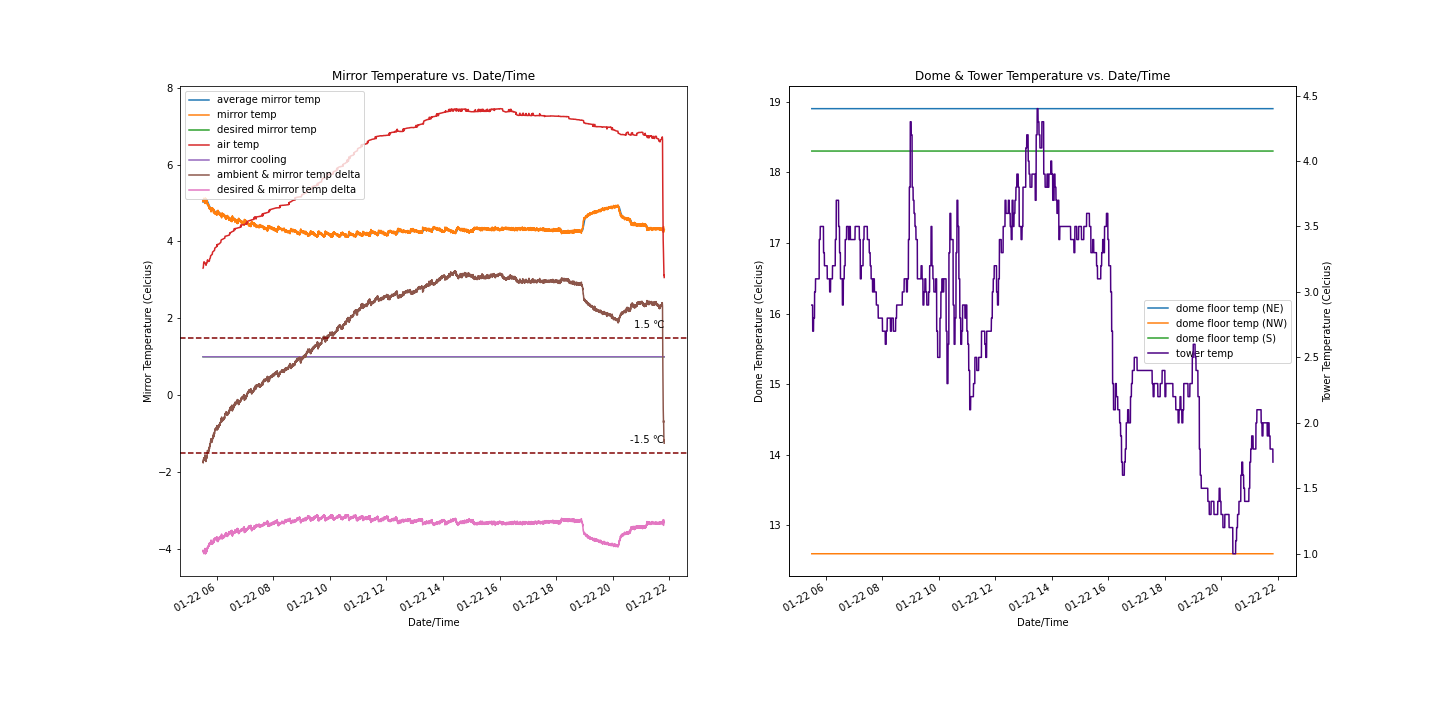 Mirror Temperature vs. Date/Time
8
6
4
2
0
−2
−4
Mirror Temperature (Celcius)
average mirror temp
mirror temp
desired mirror temp
air temp
mirror cooling
ambient & mirror temp delta
desired & mirror temp delta
1.5 °C
-1.5 °C
01-22 06
01-22 08
01-22 10
01-22 12
01-22 14
01-22 16
01-22 18
01-22 20
01-22 22
Date/Time
Dome & Tower Temperature vs. Date/Time
19
18
17
16
15
14
13
Dome Temperature (Celcius)
dome floor temp (NE)
dome floor temp (NW)
dome floor temp (S)
tower temp
4.5
4.0
3.5
3.0
2.5
2.0
1.5
1.0
Tower Temperature (Celcius)
01-22 06
01-22 08
01-22 10
01-22 12
01-22 14
01-22 16
01-22 18
01-22 20
01-22 22
Date/Time